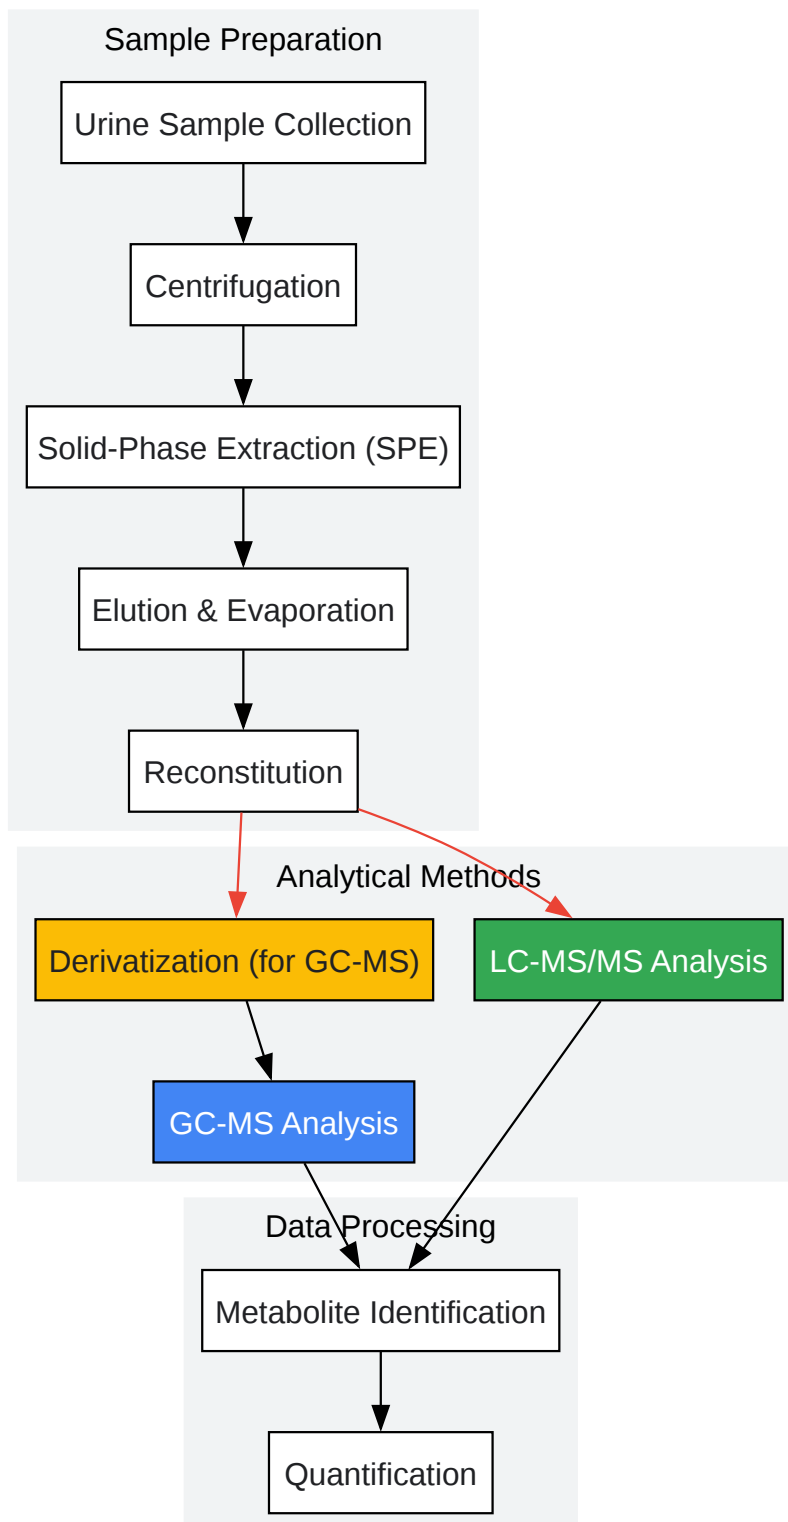 Sample Preparation
Urine Sample Collection
Centrifugation
Solid-Phase Extraction (SPE)
Elution & Evaporation
Reconstitution
Analytical Methods
Derivatization (for GC-MS)
LC-MS/MS Analysis
GC-MS Analysis
Data Processing
Metabolite Identification
Quantification